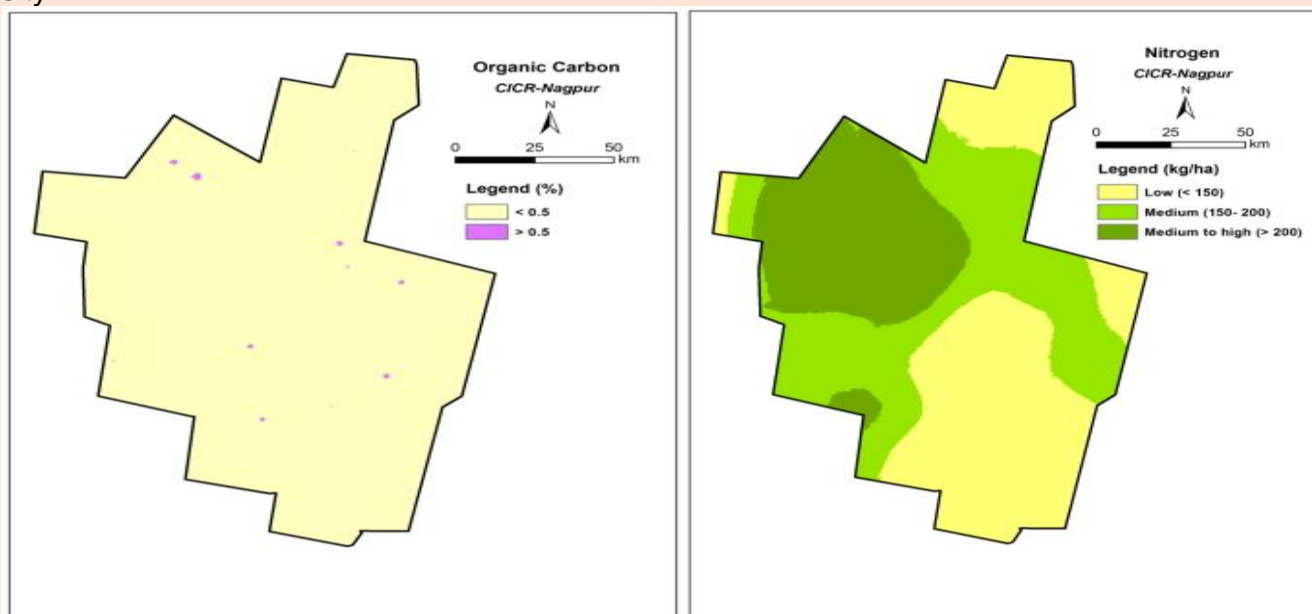 Organic Carbon
CICR-Nagpur
N
0 25 50
km
Legend (%)
< 0.5
> 0.5
Nitrogen
CICR-Nagpur
N
0 25 50
km
Legend (kg/ha)
Low (< 150)
Medium (150- 200)
Medium to high (> 200)